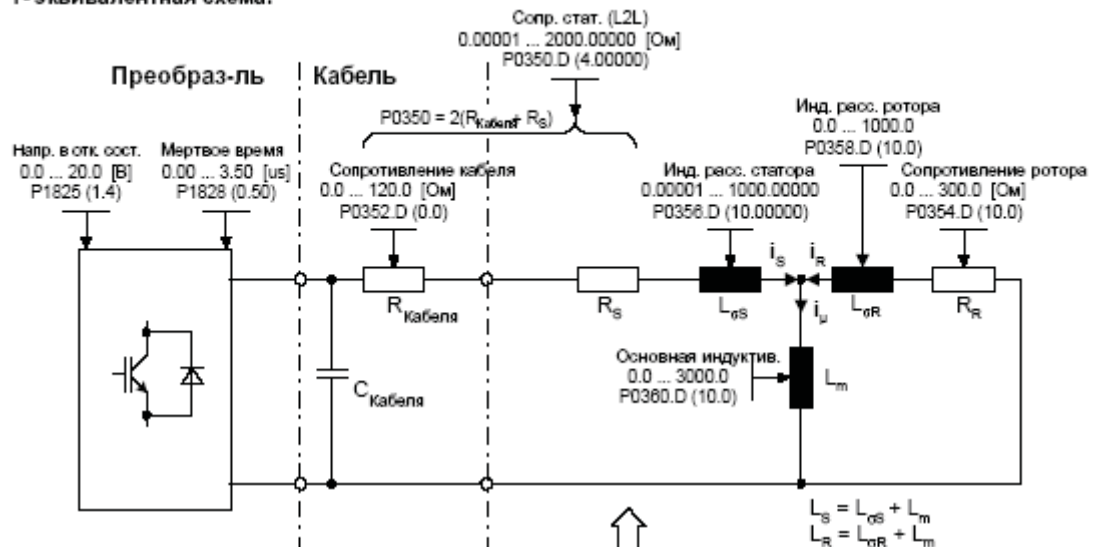 T-эквивалентная схема:
Сопр. стат. (L2L)
0.00001 ... 2000.00000 [Ом]
P0350.D (4.00000)
Преобраз-ль
Кабель
P0350 = 2(RКабеля+ RS)
Инд. расс. ротора
0.0 ... 1000.0
P0358.D (10.0)
Напр. в отк. сост.
0.0 ... 20.0 [В]
P1825 (1.4)
Мертвое время
0.00 ... 3.50 [us]
P1828 (0.50)
Сопротивление кабеля
0.0 ... 120.0 [Ом]
P0352.D (0.0)
Инд. расс. статора
0.00001 ... 1000.00000
P0356.D (10.00000)
Сопротивление ротора
0.0 ... 300.0 [Ом]
P0354.D (10.0)
iS
iR
RКабеля
RS
LσS
iμ
LσR
RR
Основная индуктив.
0.0 ... 3000.0
P0360.D (10.0)
Lm
CКабеля
LS = LσS + Lm
LR = LσR + Lm